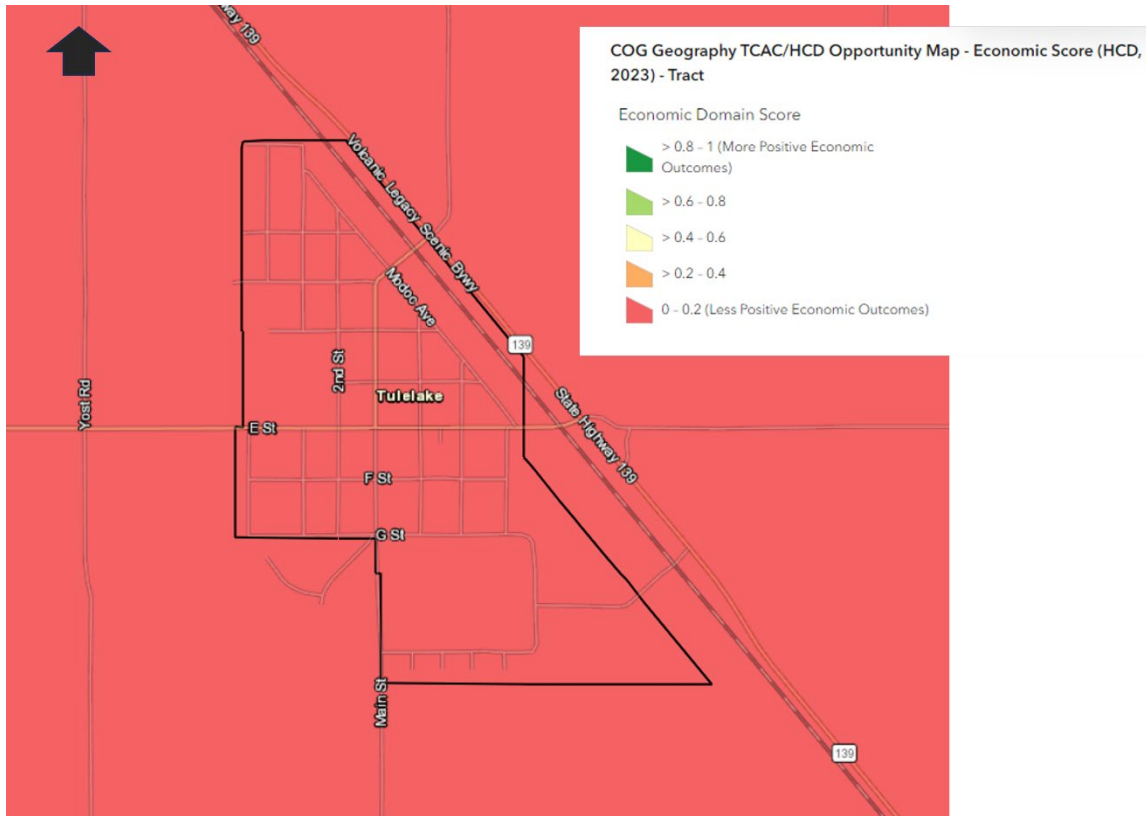 way 139
COG Geography TCAC/HCD Opportunity Map - Economic Score (HCD,
2023) - Tract
Economic Domain Score
> 0.8 - 1 (More Positive Economic
Outcomes)
> 0.6 - 0.8
> 0.4 - 0.6
> 0.2 - 0.4
0 - 0.2 (Less Positive Economic Outcomes)
Volcanic Legacy Scenic Bywy
Modoc Ave
139
2nd St
Tulelake
Yost Rd
E St
State Highway 139
F St
G St
Main St
139